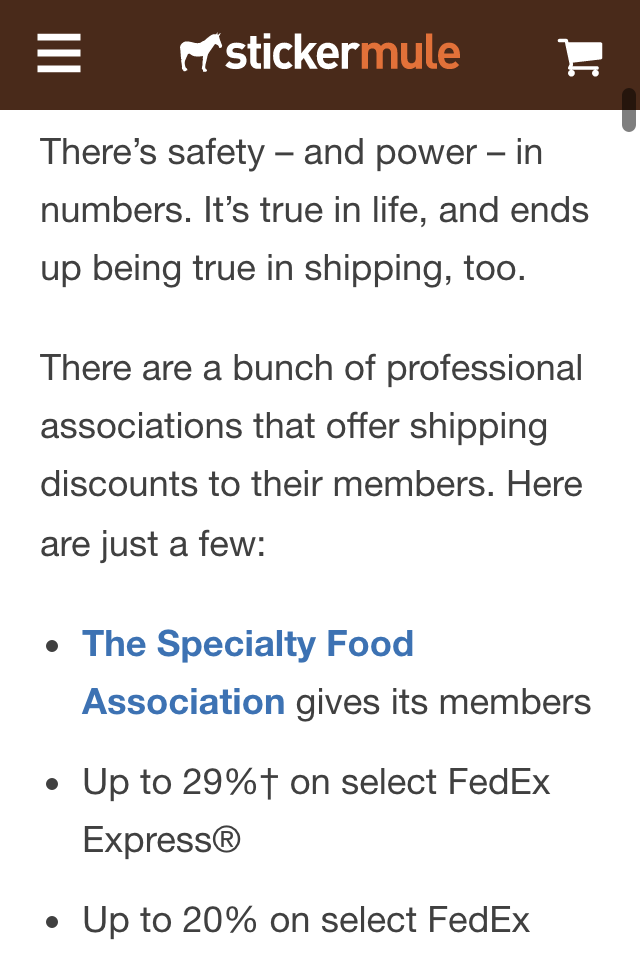 stickermule
There’s safety – and power – in
numbers. It’s true in life, and ends
up being true in shipping, too.
There are a bunch of professional
associations that offer shipping
discounts to their members. Here
are just a few:
• The Specialty Food
Association gives its members
• Up to 29%† on select FedEx
Express®
• Up to 20% on select FedEx